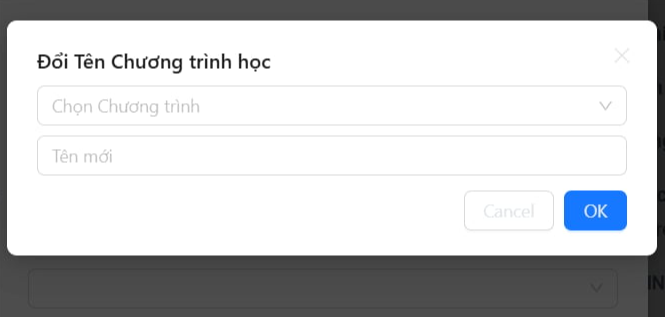 Đổi Tên Chương trình học
Chọn Chương trình
Tên mới
Cancel
OK